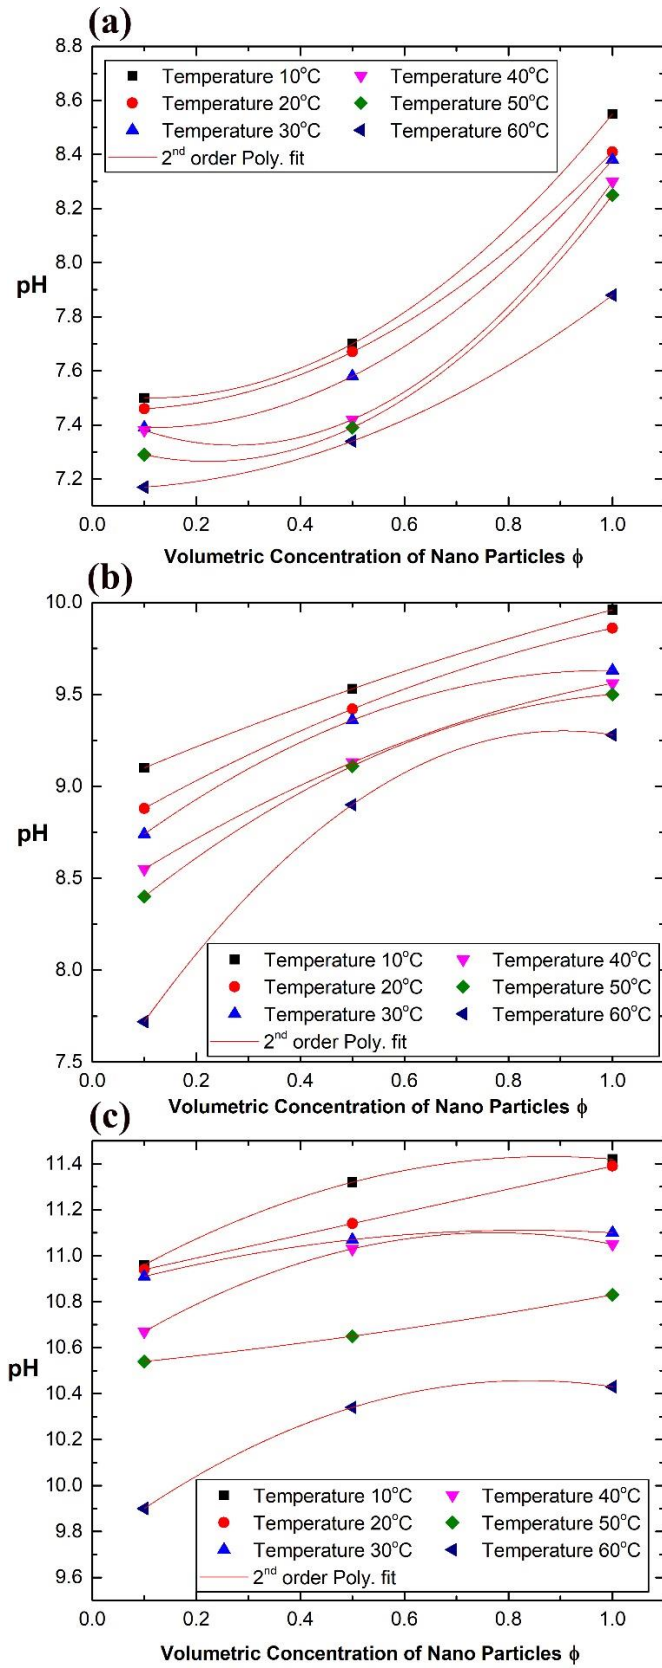 (a)
8.8
8.6
8.4
8.2
8.0
7.8
7.6
7.4
7.2
pH
Temperature 10°C Temperature 40°C
Temperature 20°C Temperature 50°C
Temperature 30°C Temperature 60°C
2nd order Poly. fit
0.0 0.2 0.4 0.6 0.8 1.0
Volumetric Concentration of Nano Particles ϕ
(b)
10.0
9.5
9.0
8.5
8.0
7.5
pH
Temperature 10°C Temperature 40°C
Temperature 20°C Temperature 50°C
Temperature 30°C Temperature 60°C
2nd order Poly. fit
0.0 0.2 0.4 0.6 0.8 1.0
Volumetric Concentration of Nano Particles ϕ
(c)
11.4
11.2
11.0
10.8
10.6
10.4
10.2
10.0
9.8
9.6
pH
Temperature 10°C Temperature 40°C
Temperature 20°C Temperature 50°C
Temperature 30°C Temperature 60°C
2nd order Poly. fit
0.0 0.2 0.4 0.6 0.8 1.0
Volumetric Concentration of Nano Particles ϕ